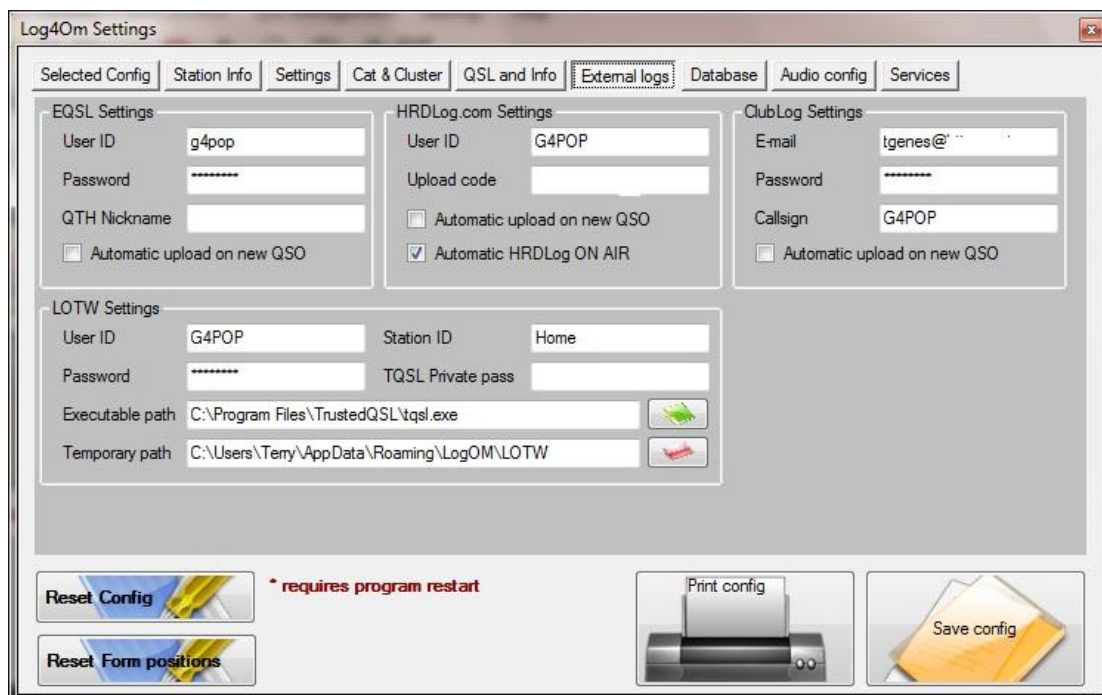 Log4Om Settings
Selected Config Station Info Settings Cat & Cluster QSL and Info External logs Database Audio config Services
EQSL Settings
User ID g4pop
Password ********
QTH Nickname
Automatic upload on new QSO
HRDLog.com Settings
User ID G4POP
Upload code
Automatic upload on new QSO
Automatic HRDLog ON AIR
ClubLog Settings
E-mail tgenes@
Password ********
Callsign G4POP
Automatic upload on new QSO
LOTW Settings
User ID G4POP Station ID Home
Password ******** TQSL Private pass
Executable path C:\Program Files\TrustedQSL\tqsl.exe
Temporary path C:\Users\Terry\AppData\Roaming\LogOM\LOTW
Reset Config
* requires program restart
Print config
Save config
Reset Form positions